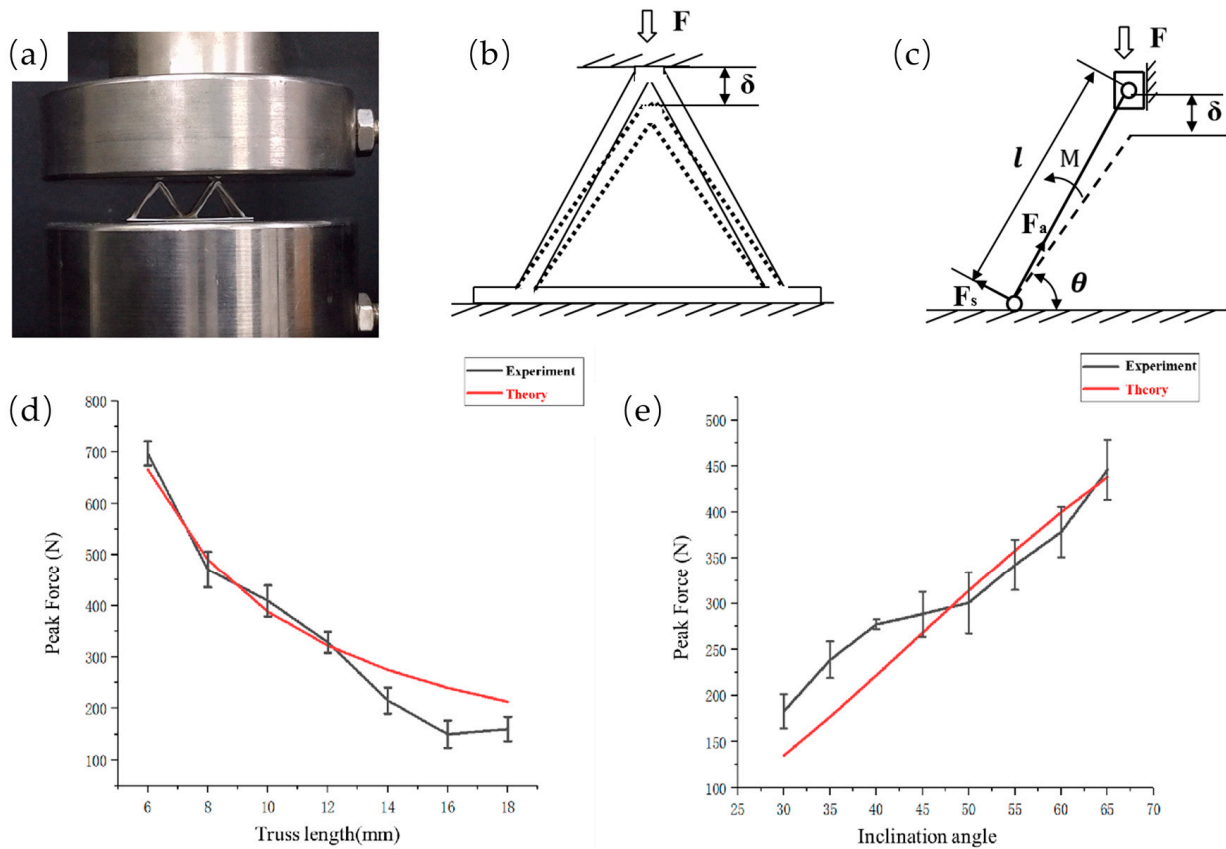 (a)
(b)
F
δ
(c)
F
δ
l
M
Fa
Fs
θ
(d)
Experiment
Theory
800
700
600
500
400
300
200
100
Peak Force (N)
6 8 10 12 14 16 18
Truss length(mm)
(e)
Experiment
Theory
500
450
400
350
300
250
200
150
100
Peak Force (N)
25 30 35 40 45 50 55 60 65 70
Inclination angle